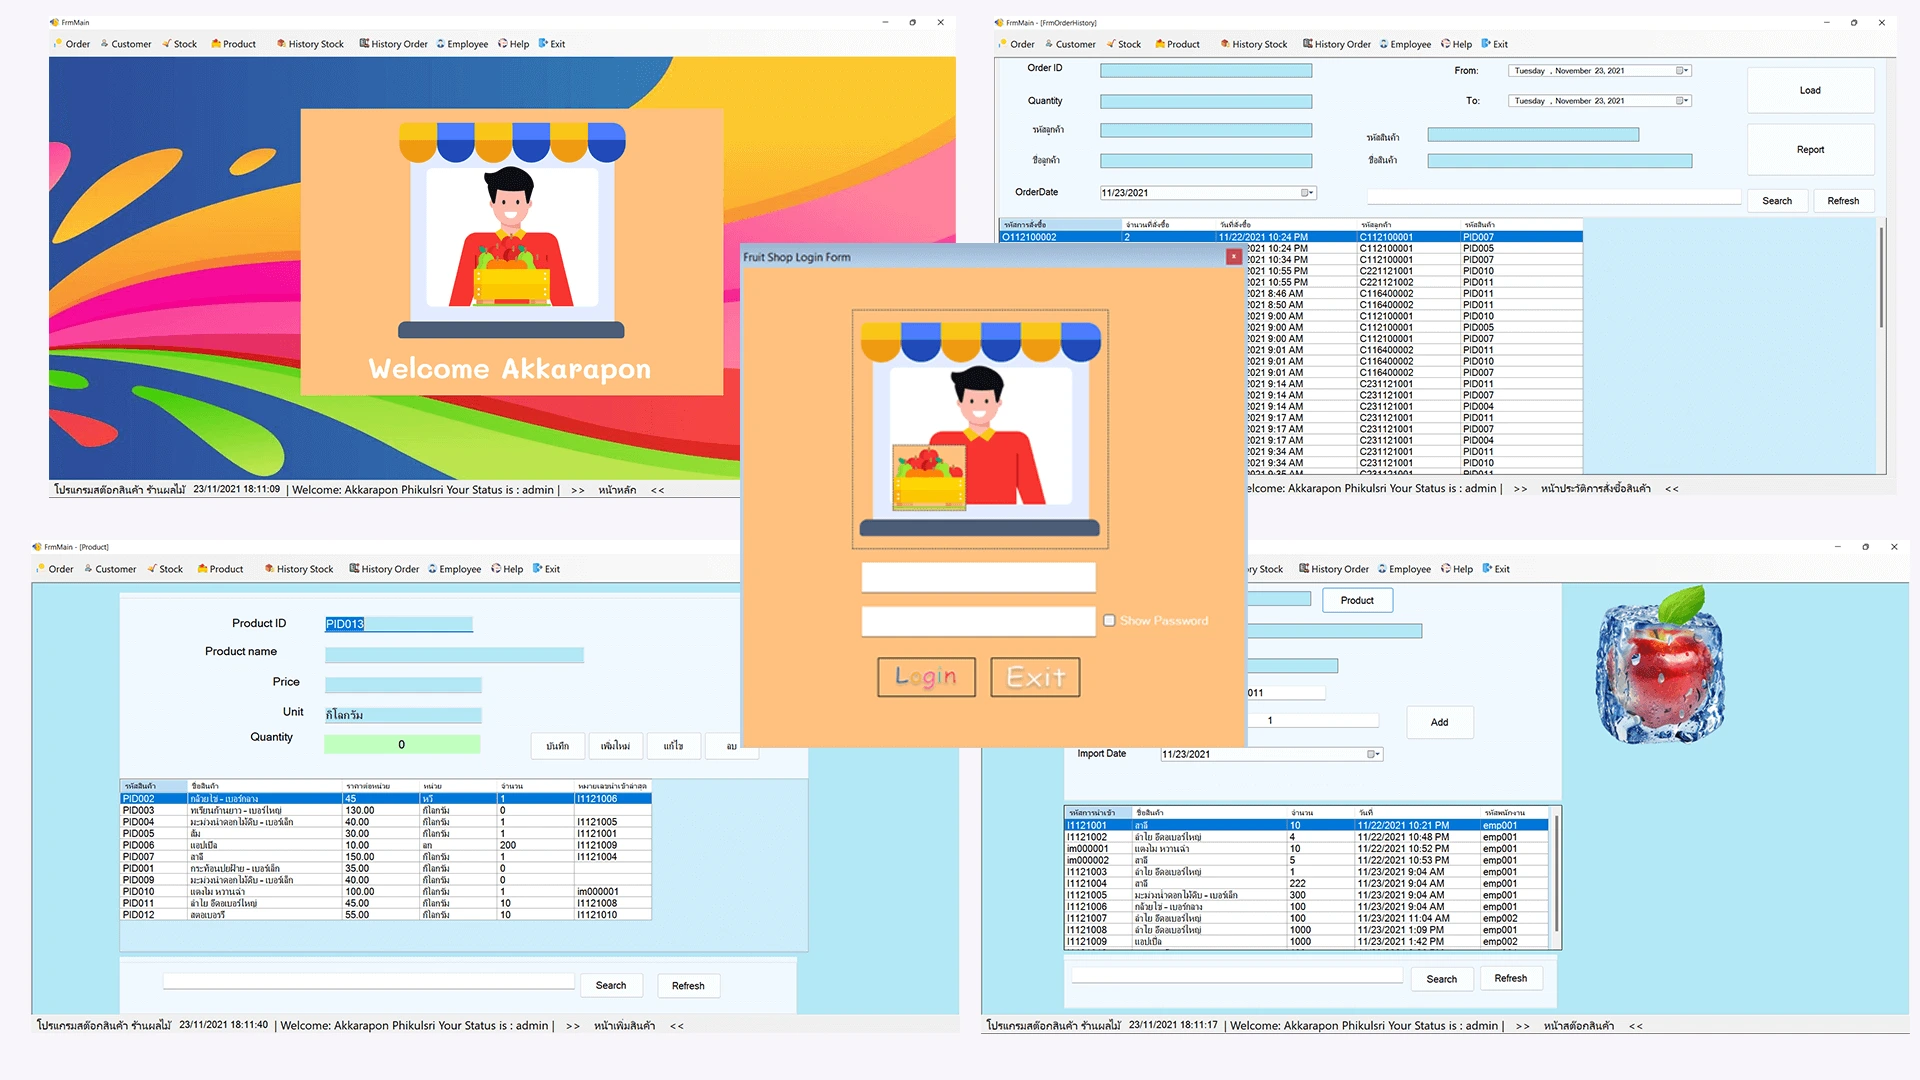 FrmMain
Order Customer Stock Product History Stock History Order Employee Help Exit
Welcome Akkarapon
โปรแกรมสต๊อกสินค้า ร้านผลไม้ 23/11/2021 18:11:09 | Welcome: Akkarapon Phikulsri Your Status is : admin | >> หน้าหลัก <<
FrmMain - [FrmOrderHistory]
Order Customer Stock Product History Stock History Order Employee Help Exit
Order ID
From: Tuesday , November 23, 2021
Load
Quantity
To: Tuesday , November 23, 2021
รหัสลูกค้า
รหัสสินค้า
Report
ชื่อลูกค้า
ชื่อสินค้า
OrderDate 11/23/2021
Search Refresh
รหัสการสั่งซื้อ จำนวนที่สั่งซื้อ วันที่สั่งซื้อ รหัสลูกค้า รหัสสินค้า
O112100002 2 11/22/2021 10:24 PM C112100001 PID007
2021 10:24 PM C112100001 PID005
2021 10:34 PM C112100001 PID007
2021 10:55 PM C221121001 PID010
2021 10:55 PM C221121002 PID011
2021 8:46 AM C116400002 PID011
2021 8:50 AM C116400002 PID011
2021 9:00 AM C112100001 PID010
2021 9:00 AM C112100001 PID005
2021 9:00 AM C112100001 PID007
2021 9:01 AM C116400002 PID011
2021 9:01 AM C116400002 PID010
2021 9:01 AM C116400002 PID007
2021 9:14 AM C231121001 PID011
2021 9:14 AM C231121001 PID007
2021 9:14 AM C231121001 PID004
2021 9:17 AM C231121001 PID011
2021 9:17 AM C231121001 PID007
2021 9:17 AM C231121001 PID004
2021 9:34 AM C231121001 PID011
2021 9:34 AM C231121001 PID010
2021 9:35 AM C231121001 PID011
elcome: Akkarapon Phikulsri Your Status is : admin | >> หน้าประวัติการสั่งซื้อสินค้า <<
Fruit Shop Login Form
Show Password
Login Exit
FrmMain - [Product]
Order Customer Stock Product History Stock History Order Employee Help Exit
Product ID PID013
Product name
Price
Unit กิโลกรัม
Quantity 0
บันทึก เพิ่มใหม่ แก้ไข ลบ
รหัสสินค้า ชื่อสินค้า ราคาต่อหน่วย หน่วย จำนวน หมายเลขนำเข้าล่าสุด
PID002 กล้วยไข่ - เบอร์กลาง 45 หวี 1 I1121006
PID003 ทุเรียนก้านยาว - เบอร์ใหญ่ 130.00 กิโลกรัม 0
PID004 มะม่วงน้ำดอกไม้ดิบ - เบอร์เล็ก 40.00 กิโลกรัม 1 I1121005
PID005 ส้ม 30.00 กิโลกรัม 1 I1121001
PID006 แอปเปิ้ล 10.00 ลูก 200 I1121009
PID007 สาลี่ 150.00 กิโลกรัม 1 I1121004
PID001 กระท้อนปุยฝ้าย - เบอร์เล็ก 35.00 กิโลกรัม 0
PID009 มะม่วงน้ำดอกไม้ดิบ - เบอร์เล็ก 40.00 กิโลกรัม 0
PID010 แตงโม หวานฉ่ำ 100.00 กิโลกรัม 1 im000001
PID011 ลำไย อีดอเบอร์ใหญ่ 45.00 กิโลกรัม 10 I1121008
PID012 สตอเบอรรี่ 55.00 กิโลกรัม 10 I1121010
Search Refresh
โปรแกรมสต๊อกสินค้า ร้านผลไม้ 23/11/2021 18:11:40 | Welcome: Akkarapon Phikulsri Your Status is : admin | >> หน้าเพิ่มสินค้า <<
ry Stock History Order Employee Help Exit
Product
011
1
Add
Import Date 11/23/2021
รหัสการนำเข้า ชื่อสินค้า จำนวน วันที่ รหัสพนักงาน
I1121001 สาลี่ 10 11/22/2021 10:21 PM emp001
I1121002 ลำไย อีดอเบอร์ใหญ่ 4 11/22/2021 10:48 PM emp001
im000001 แตงโม หวานฉ่ำ 10 11/22/2021 10:52 PM emp001
im000002 สาลี่ 5 11/22/2021 10:53 PM emp001
I1121003 ลำไย อีดอเบอร์ใหญ่ 1 11/23/2021 9:04 AM emp001
I1121004 สาลี่ 222 11/23/2021 9:04 AM emp001
I1121005 มะม่วงน้ำดอกไม้ดิบ - เบอร์เล็ก 300 11/23/2021 9:04 AM emp001
I1121006 กล้วยไข่ - เบอร์กลาง 100 11/23/2021 9:04 AM emp001
I1121007 ลำไย อีดอเบอร์ใหญ่ 100 11/23/2021 11:04 AM emp002
I1121008 ลำไย อีดอเบอร์ใหญ่ 1000 11/23/2021 1:09 PM emp001
I1121009 แอปเปิ้ล 1000 11/23/2021 1:42 PM emp002
Search Refresh
โปรแกรมสต๊อกสินค้า ร้านผลไม้ 23/11/2021 18:11:17 | Welcome: Akkarapon Phikulsri Your Status is : admin | >> หน้าสต๊อกสินค้า <<